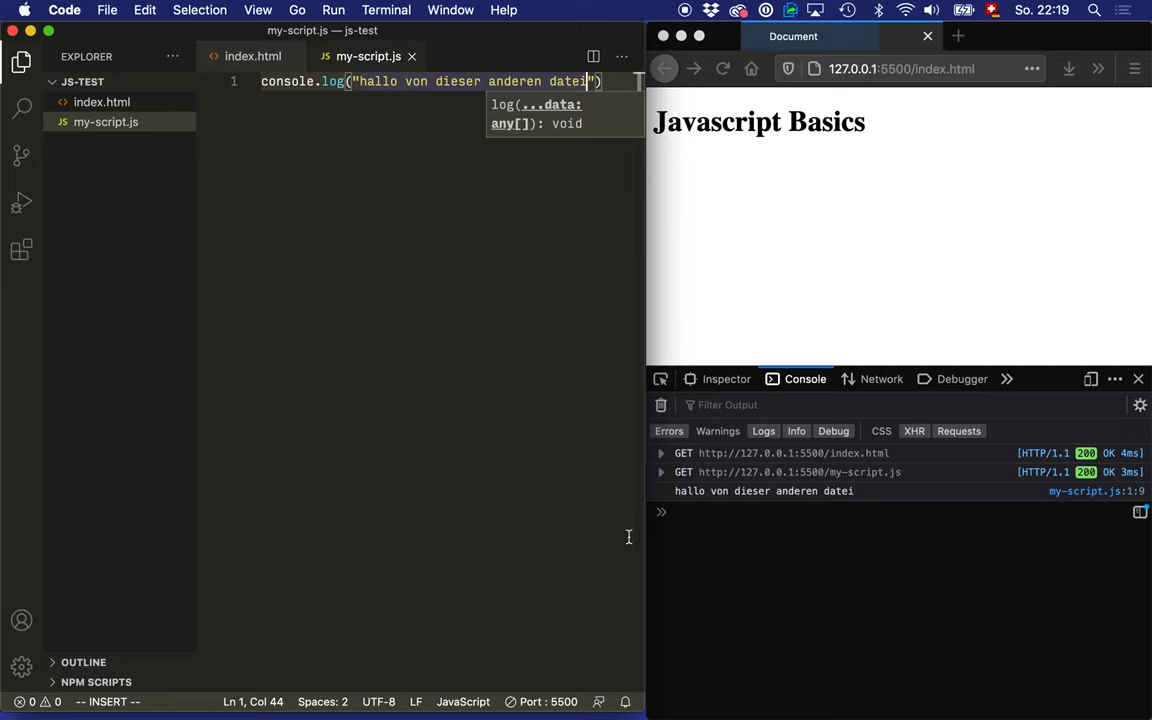 Code File Edit Selection View Go Run Terminal Window Help
So. 22:19
my-script.js — js-test
EXPLORER
JS-TEST
index.html
my-script.js
OUTLINE
NPM SCRIPTS
index.html
my-script.js
1 console.log("hallo von dieser anderen datei")
log(...data:
any[]): void
0 0 -- INSERT -- Ln 1, Col 44 Spaces: 2 UTF-8 LF JavaScript Port : 5500
Document
127.0.0.1:5500/index.html
Javascript Basics
Inspector Console Network Debugger
Filter Output
Errors Warnings Logs Info Debug CSS XHR Requests
GET http://127.0.0.1:5500/index.html [HTTP/1.1 200 OK 4ms]
GET http://127.0.0.1:5500/my-script.js [HTTP/1.1 200 OK 3ms]
hallo von dieser anderen datei my-script.js:1:9